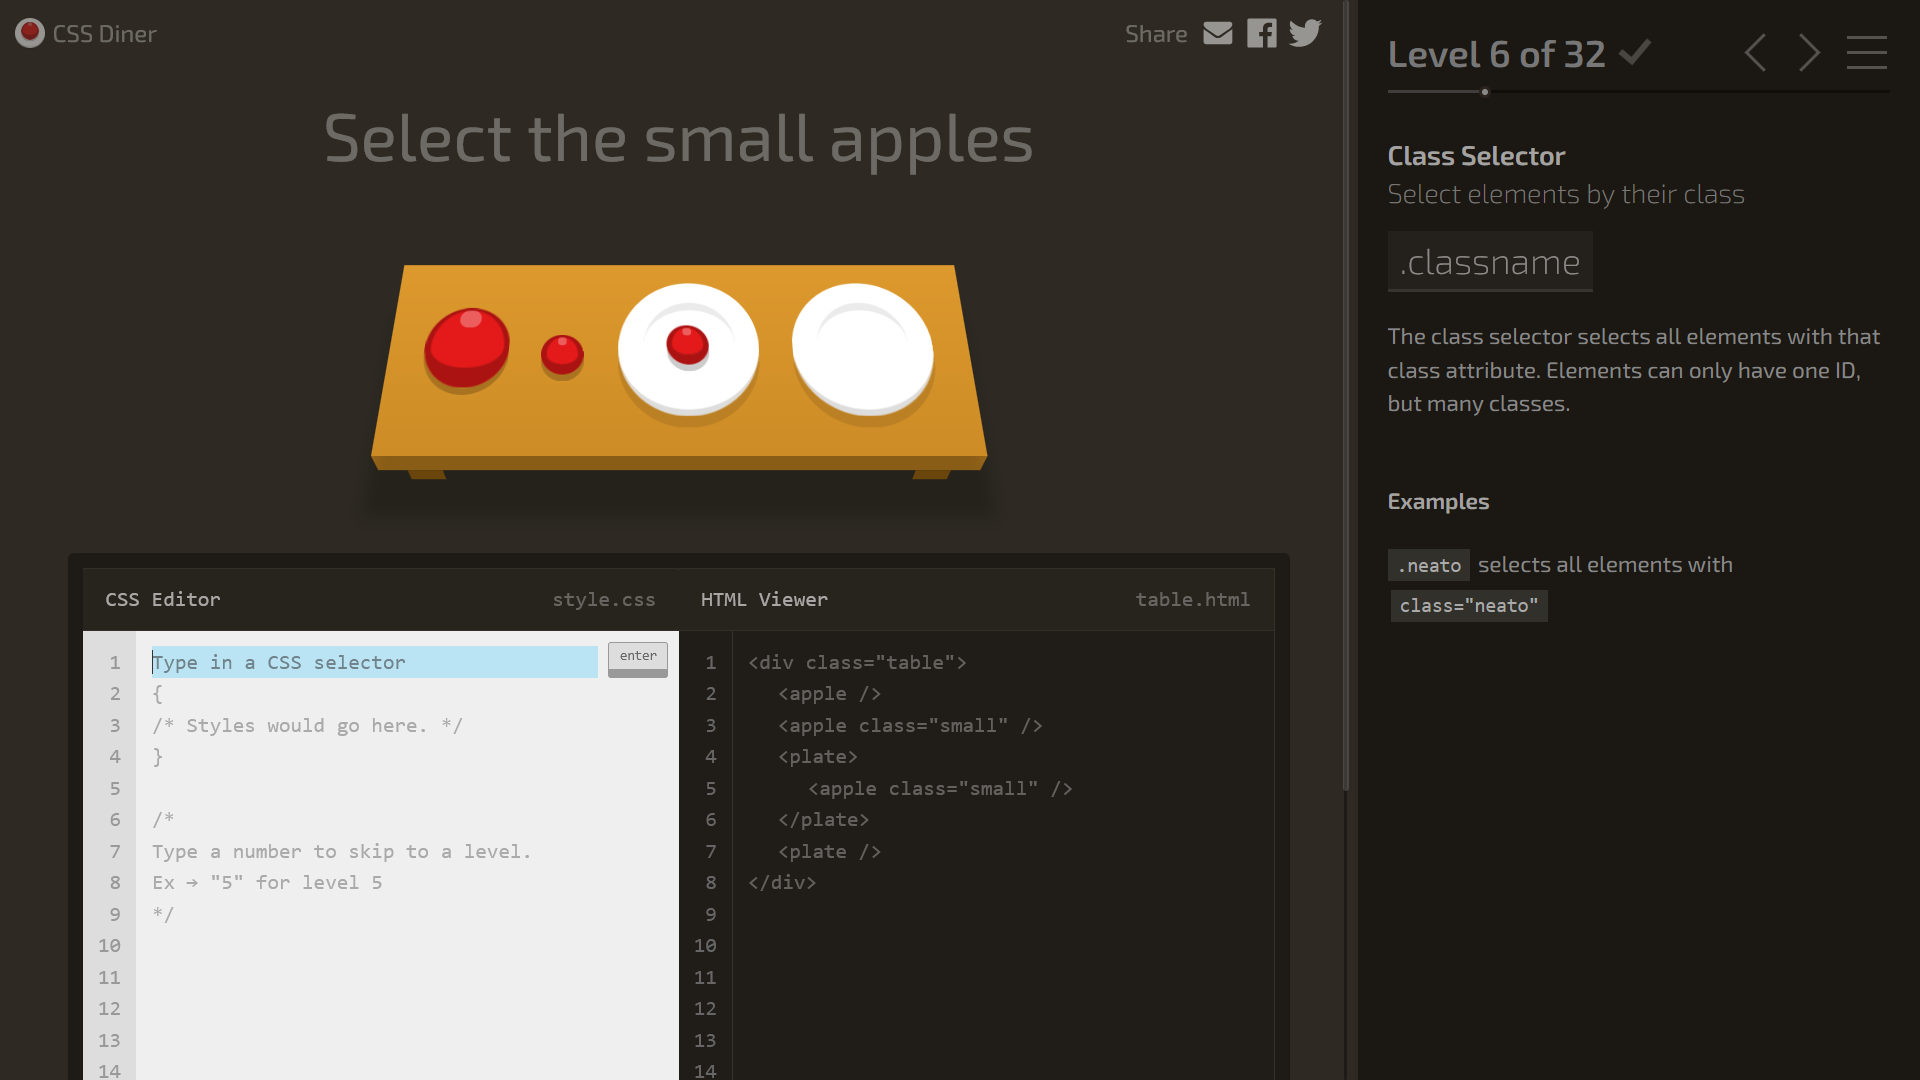 CSS Diner
Share
Select the small apples
CSS Editor style.css
1 Type in a CSS selector enter
2 {
3 /* Styles would go here. */
4 }
5
6 /*
7 Type a number to skip to a level.
8 Ex → "5" for level 5
9 */
10
11
12
13
14
HTML Viewer table.html
1 <div class="table">
2 <apple />
3 <apple class="small" />
4 <plate>
5 <apple class="small" />
6 </plate>
7 <plate />
8 </div>
9
10
11
12
13
14
Level 6 of 32
Class Selector
Select elements by their class
.classname
The class selector selects all elements with that
class attribute. Elements can only have one ID,
but many classes.
Examples
.neato selects all elements with
class="neato"